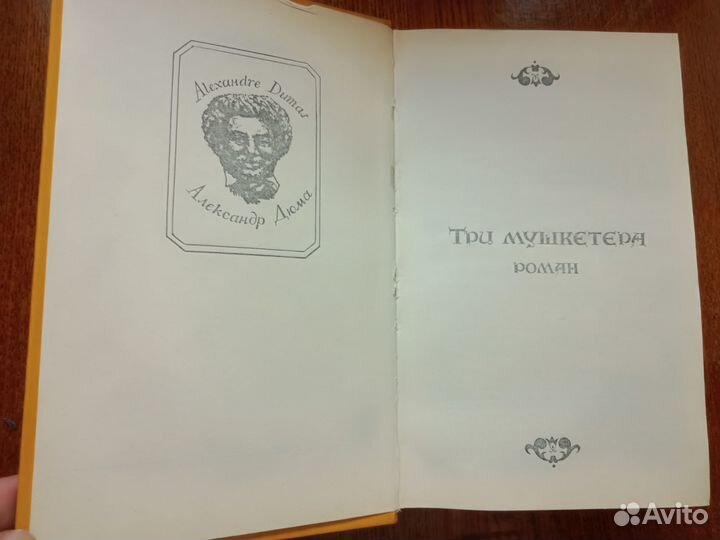 Alexandre Dumas
Александр Дюма
Три мушкетера
роман
Avito